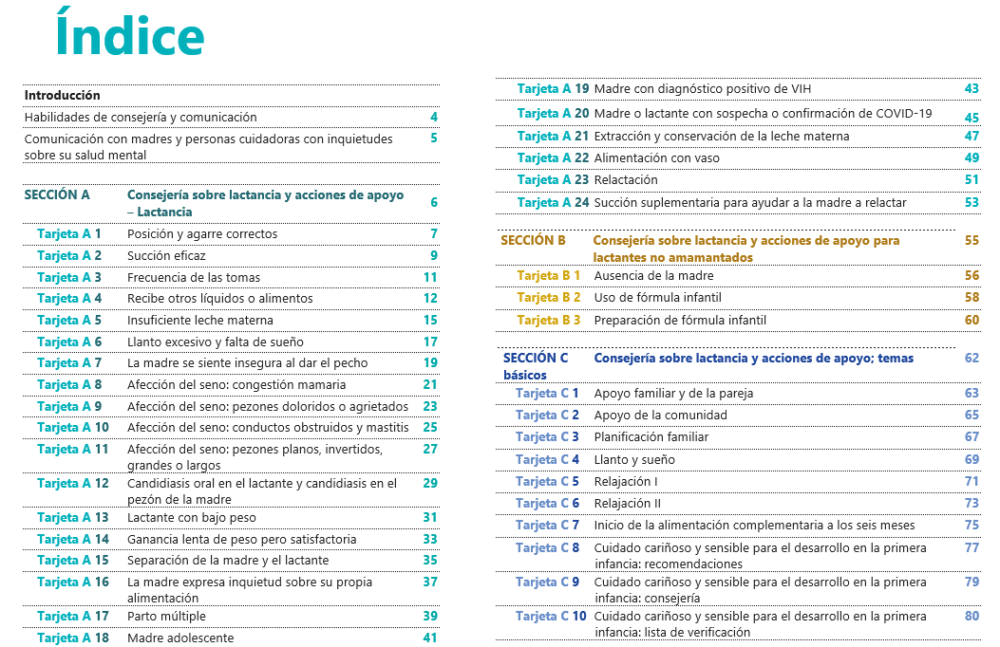 Índice
Introducción
Habilidades de consejería y comunicación 4
Comunicación con madres y personas cuidadoras con inquietudes 5
sobre su salud mental
SECCIÓN A Consejería sobre lactancia y acciones de apoyo 6
– Lactancia
Tarjeta A 1 Posición y agarre correctos 7
Tarjeta A 2 Succión eficaz 9
Tarjeta A 3 Frecuencia de las tomas 11
Tarjeta A 4 Recibe otros líquidos o alimentos 12
Tarjeta A 5 Insuficiente leche materna 15
Tarjeta A 6 Llanto excesivo y falta de sueño 17
Tarjeta A 7 La madre se siente insegura al dar el pecho 19
Tarjeta A 8 Afección del seno: congestión mamaria 21
Tarjeta A 9 Afección del seno: pezones doloridos o agrietados 23
Tarjeta A 10 Afección del seno: conductos obstruidos y mastitis 25
Tarjeta A 11 Afección del seno: pezones planos, invertidos, 27
grandes o largos
Tarjeta A 12 Candidiasis oral en el lactante y candidiasis en el 29
pezón de la madre
Tarjeta A 13 Lactante con bajo peso 31
Tarjeta A 14 Ganancia lenta de peso pero satisfactoria 33
Tarjeta A 15 Separación de la madre y el lactante 35
Tarjeta A 16 La madre expresa inquietud sobre su propia 37
alimentación
Tarjeta A 17 Parto múltiple 39
Tarjeta A 18 Madre adolescente 41
Tarjeta A 19 Madre con diagnóstico positivo de VIH 43
Tarjeta A 20 Madre o lactante con sospecha o confirmación de COVID-19 45
Tarjeta A 21 Extracción y conservación de la leche materna 47
Tarjeta A 22 Alimentación con vaso 49
Tarjeta A 23 Relactación 51
Tarjeta A 24 Succión suplementaria para ayudar a la madre a relactar 53
SECCIÓN B Consejería sobre lactancia y acciones de apoyo para 55
lactantes no amamantados
Tarjeta B 1 Ausencia de la madre 56
Tarjeta B 2 Uso de fórmula infantil 58
Tarjeta B 3 Preparación de fórmula infantil 60
SECCIÓN C Consejería sobre lactancia y acciones de apoyo; temas 62
básicos
Tarjeta C 1 Apoyo familiar y de la pareja 63
Tarjeta C 2 Apoyo de la comunidad 65
Tarjeta C 3 Planificación familiar 67
Tarjeta C 4 Llanto y sueño 69
Tarjeta C 5 Relajación I 71
Tarjeta C 6 Relajación II 73
Tarjeta C 7 Inicio de la alimentación complementaria a los seis meses 75
Tarjeta C 8 Cuidado cariñoso y sensible para el desarrollo en la primera 77
infancia: recomendaciones
Tarjeta C 9 Cuidado cariñoso y sensible para el desarrollo en la primera 79
infancia: consejería
Tarjeta C 10 Cuidado cariñoso y sensible para el desarrollo en la primera 80
infancia: lista de verificación